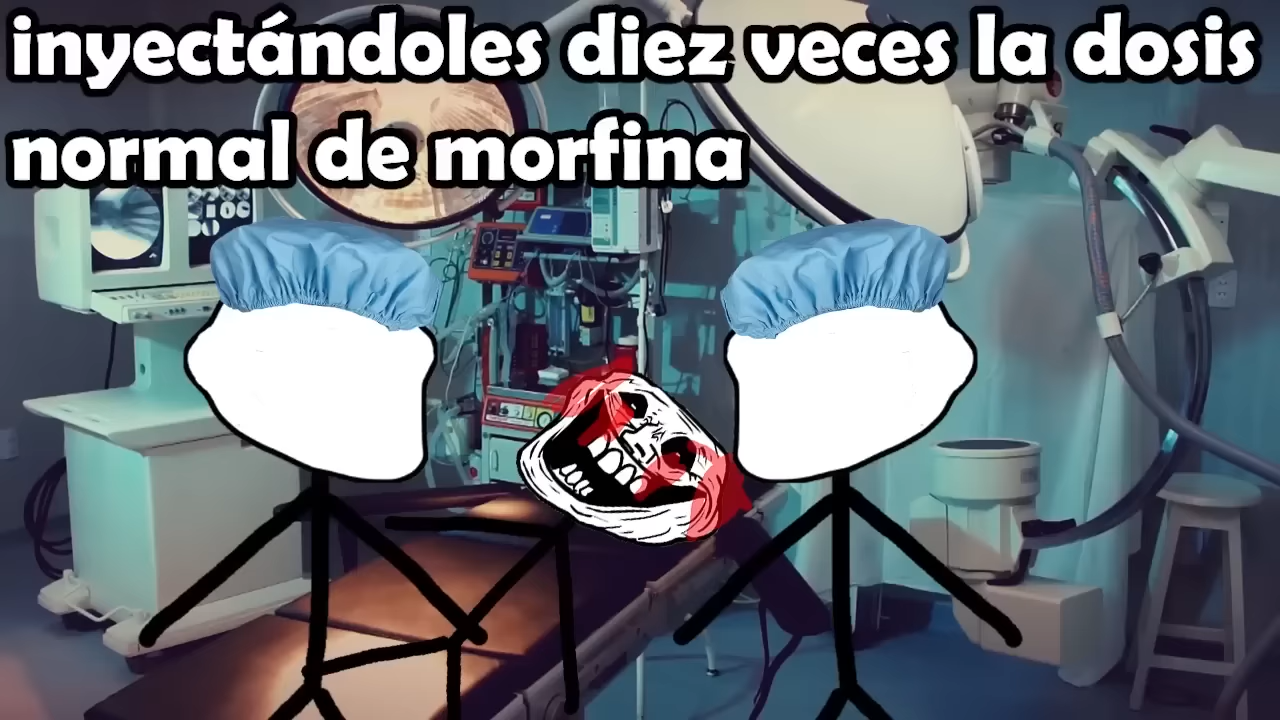 inyectándoles diez veces la dosis
normal de morfina